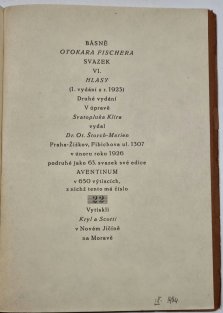 BÁSNĚ
OTOKARA FISCHERA
SVAZEK
VI.
HLASY
(I. vydání z r. 1923)
Druhé vydání
V úpravě
Svatopluka Klíra
vydal
Dr. Ot. Štorch-Marien
Praha-Žižkov, Fibichova ul. 1307
v únoru roku 1926
podruhé jako 63. svazek své edice
AVENTINUM
v 650 výtiscích,
z nichž tento má číslo
22
Vytiskli
Kryl a Scotti
v Novém Jičíně
na Moravě